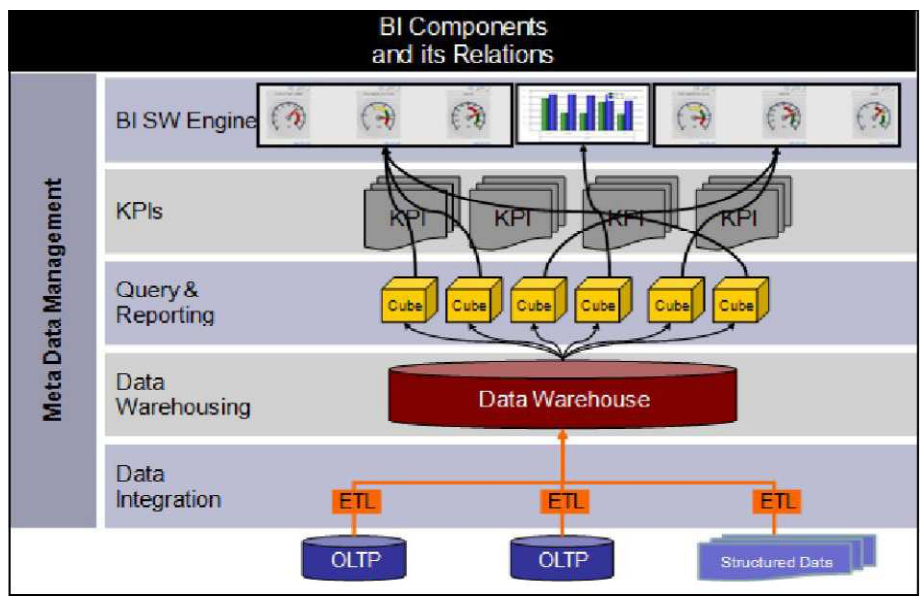 BI Components
and its Relations
Meta Data Management
BI SW Engine
KPIs
KPI
KPI
KPI
KPI
Query &
Reporting
Cube
Cube
Cube
Cube
Cube
Cube
Data
Warehousing
Data Warehouse
Data
Integration
ETL
ETL
ETL
OLTP
OLTP
Structured Data